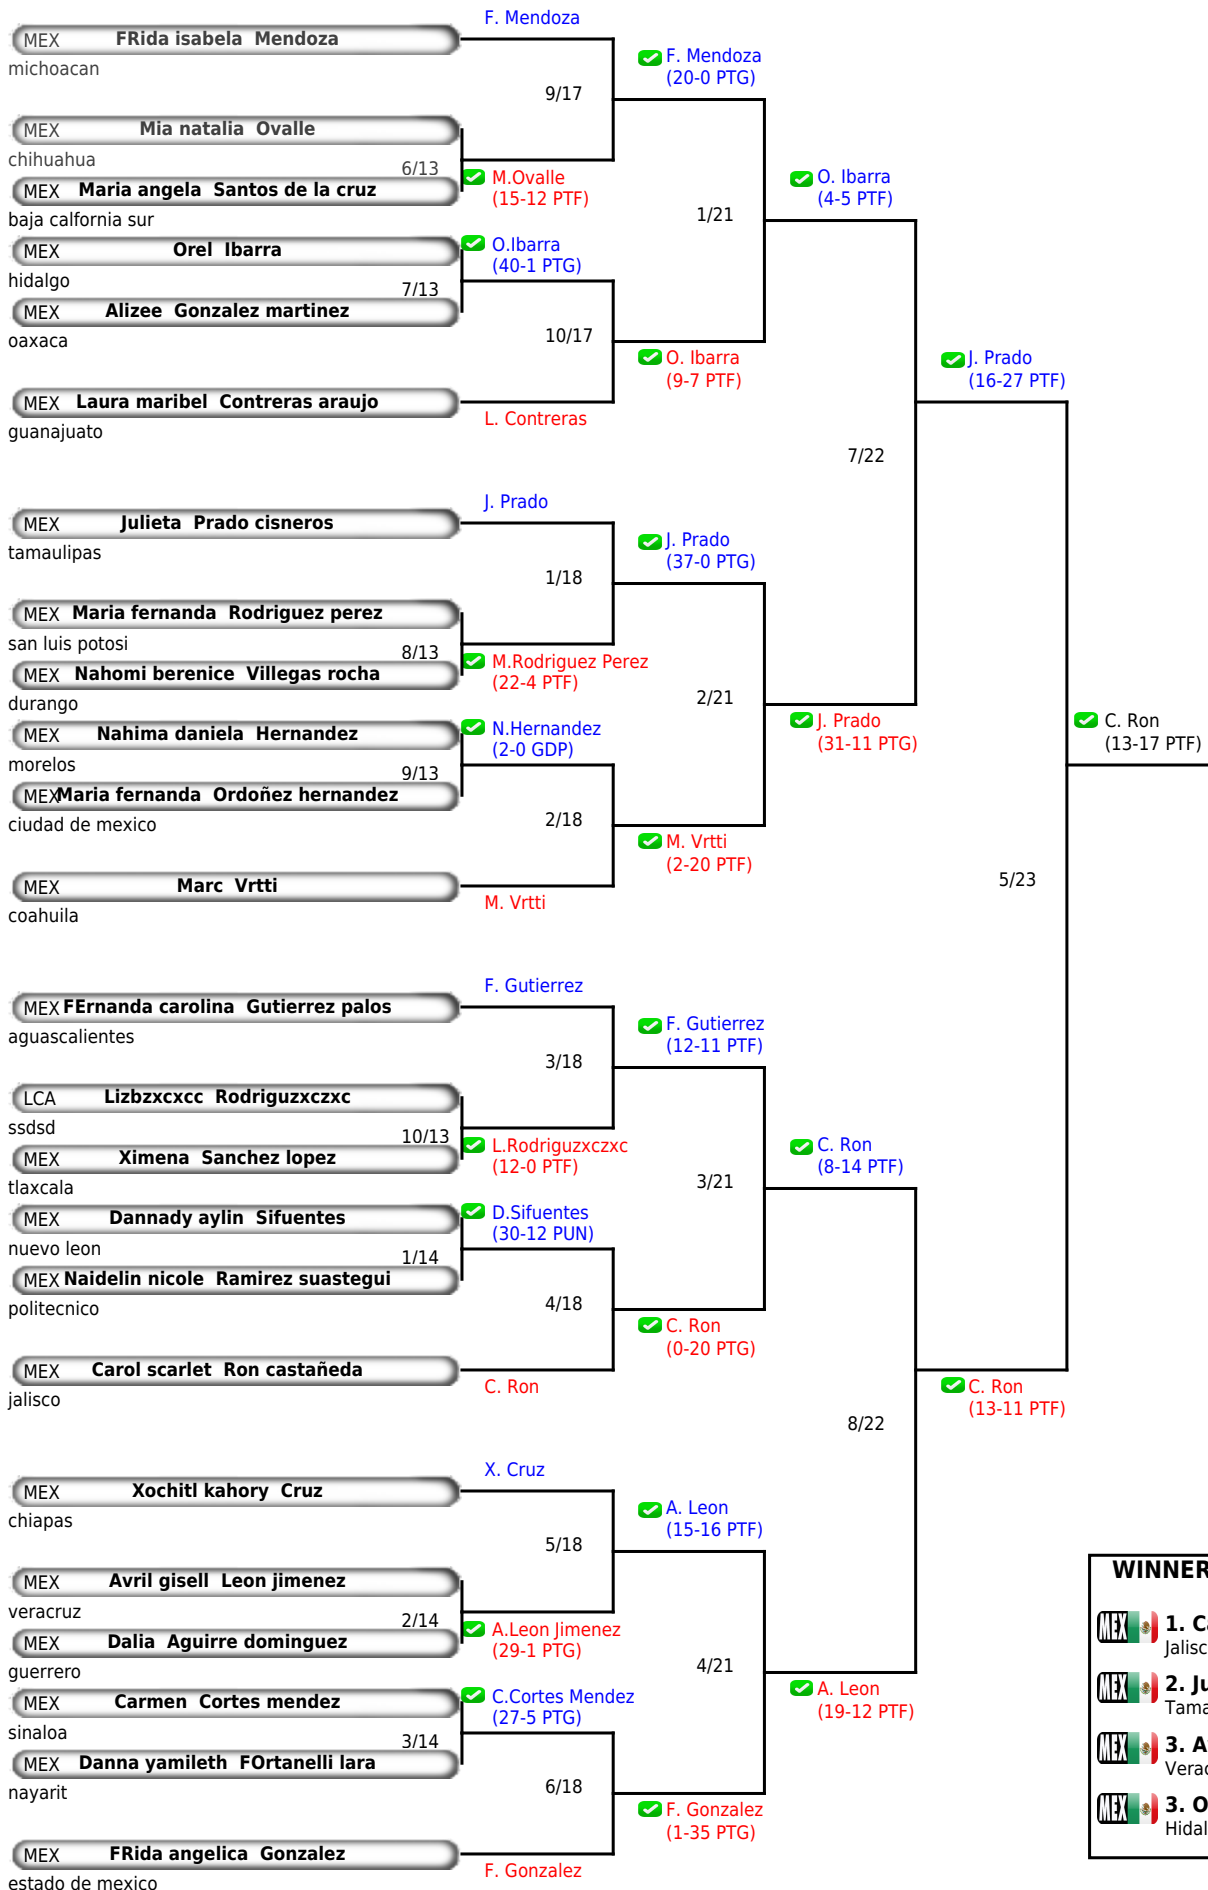 F. Mendoza
MEX FRida isabela Mendoza
michoacan
F. Mendoza
(20-0 PTG)
9/17
MEX Mia natalia Ovalle
chihuahua
6/13
MEX Maria angela Santos de la cruz
baja calfornia sur
M.Ovalle
(15-12 PTF)
O. Ibarra
(4-5 PTF)
1/21
MEX Orel Ibarra
hidalgo
O.Ibarra
(40-1 PTG)
7/13
MEX Alizee Gonzalez martinez
oaxaca
10/17
O. Ibarra
(9-7 PTF)
MEX Laura maribel Contreras araujo
guanajuato
L. Contreras
J. Prado
(16-27 PTF)
7/22
J. Prado
MEX Julieta Prado cisneros
tamaulipas
J. Prado
(37-0 PTG)
1/18
MEX Maria fernanda Rodriguez perez
san luis potosi
8/13
MEX Nahomi berenice Villegas rocha
durango
M.Rodriguez Perez
(22-4 PTF)
2/21
MEX Nahima daniela Hernandez
morelos
N.Hernandez
(2-0 GDP)
9/13
MEX Maria fernanda Ordoñez hernandez
ciudad de mexico
J. Prado
(31-11 PTG)
C. Ron
(13-17 PTF)
2/18
M. Vrtti
(2-20 PTF)
MEX Marc Vrtti
coahuila
M. Vrtti
5/23
F. Gutierrez
MEX FErnanda carolina Gutierrez palos
aguascalientes
F. Gutierrez
(12-11 PTF)
3/18
LCA Lizbzxcxcc Rodriguzxczxc
ssdsd
10/13
MEX Ximena Sanchez lopez
tlaxcala
L.Rodriguzxczxc
(12-0 PTF)
C. Ron
(8-14 PTF)
3/21
MEX Dannady aylin Sifuentes
nuevo leon
D.Sifuentes
(30-12 PUN)
1/14
MEX Naidelin nicole Ramirez suastegui
politecnico
4/18
C. Ron
(0-20 PTG)
MEX Carol scarlet Ron castañeda
jalisco
C. Ron
C. Ron
(13-11 PTF)
8/22
X. Cruz
MEX Xochitl kahory Cruz
chiapas
A. Leon
(15-16 PTF)
5/18
MEX Avril gisell Leon jimenez
veracruz
2/14
MEX Dalia Aguirre dominguez
guerrero
A.Leon Jimenez
(29-1 PTG)
4/21
MEX Carmen Cortes mendez
sinaloa
C.Cortes Mendez
(27-5 PTG)
3/14
MEX Danna yamileth FOrtanelli lara
nayarit
A. Leon
(19-12 PTF)
6/18
F. Gonzalez
(1-35 PTG)
MEX FRida angelica Gonzalez
estado de mexico
F. Gonzalez
WINNER
MEX 1. Ca
Jalisc
MEX 2. Ju
Tama
MEX 3. A
Verac
MEX 3. O
Hidal